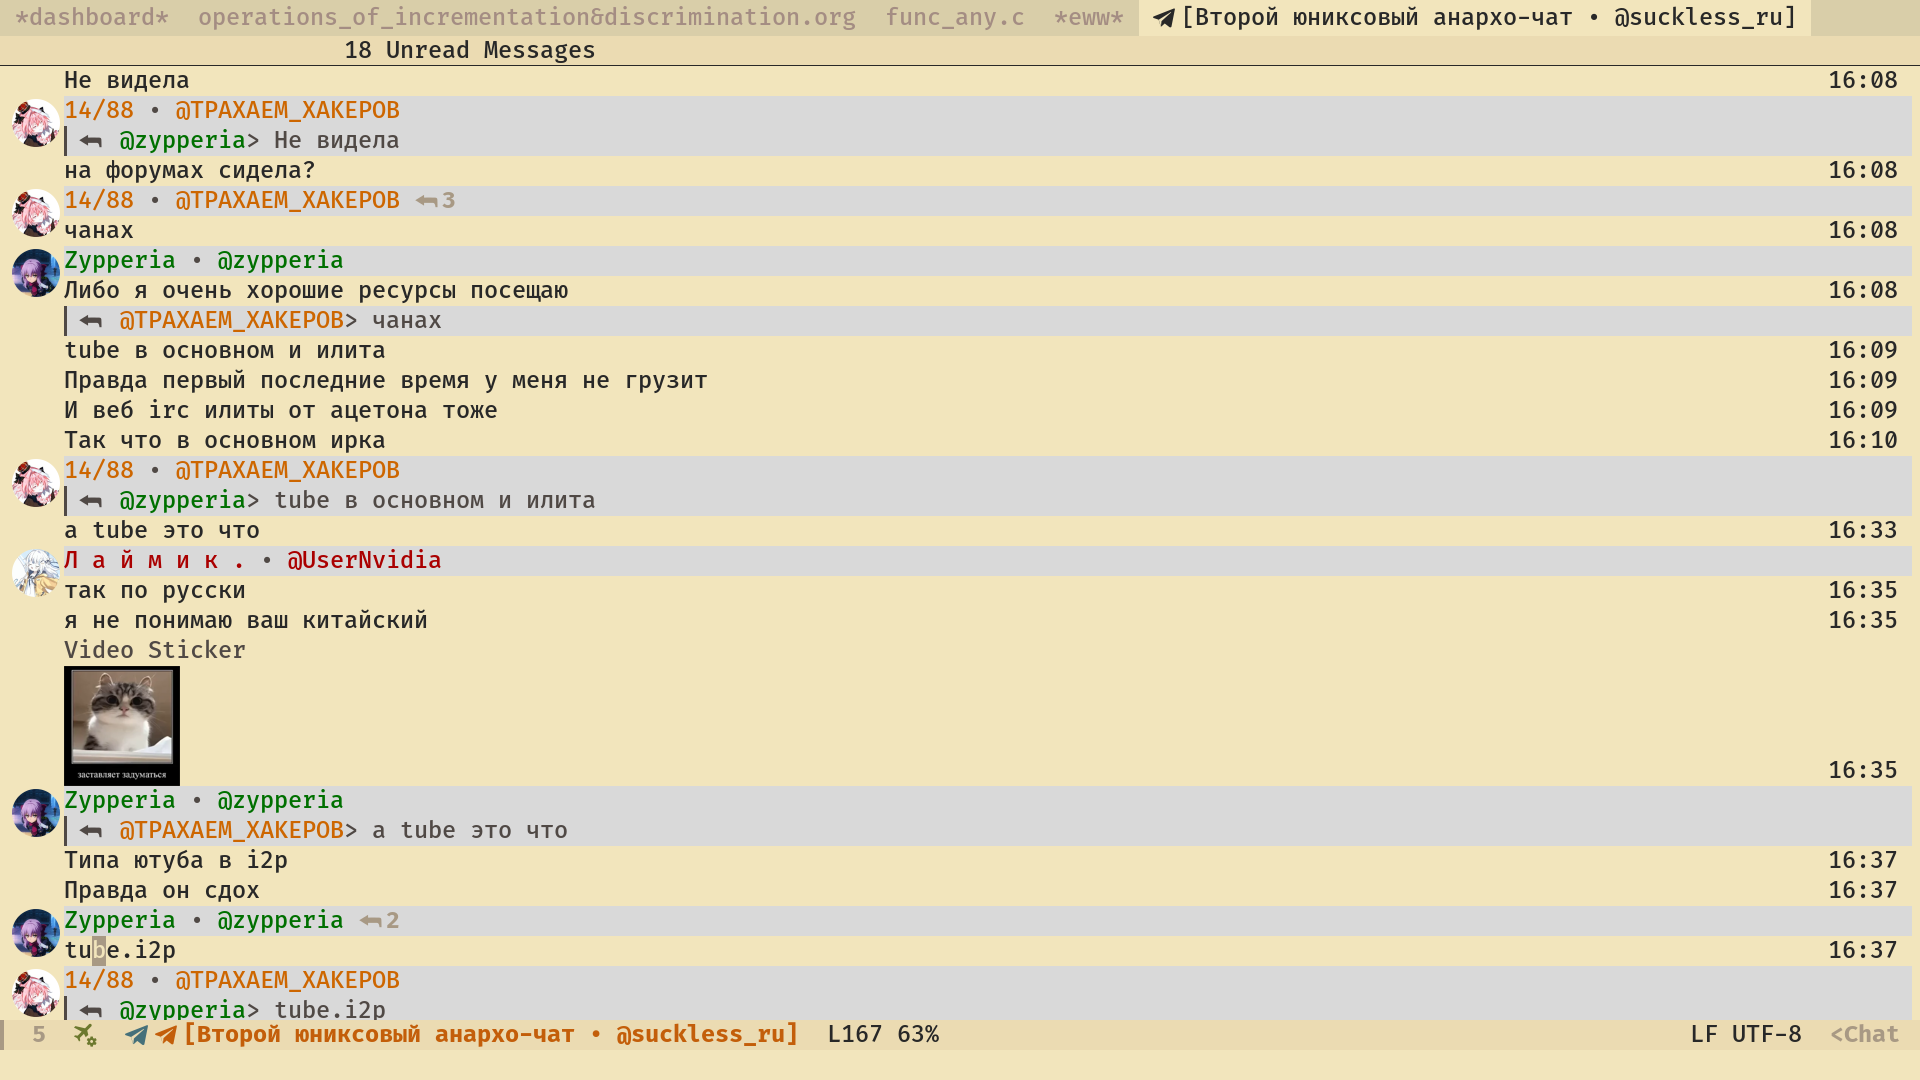 *dashboard* operations_of_incrementation&discrimination.org func_any.c *eww* [Второй юниксовый анархо-чат • @suckless_ru]
18 Unread Messages
Не видела 16:08
14/88 • @ТРАХАЕМ_ХАКЕРОВ
@zypperia> Не видела
на форумах сидела? 16:08
14/88 • @ТРАХАЕМ_ХАКЕРОВ 3
чанах 16:08
Zypperia • @zypperia
Либо я очень хорошие ресурсы посещаю 16:08
@ТРАХАЕМ_ХАКЕРОВ> чанах
tube в основном и илита 16:09
Правда первый последние время у меня не грузит 16:09
И веб irc илиты от ацетона тоже 16:09
Так что в основном ирка 16:10
14/88 • @ТРАХАЕМ_ХАКЕРОВ
@zypperia> tube в основном и илита
а tube это что 16:33
Л а й м и к . • @UserNvidia
так по русски 16:35
я не понимаю ваш китайский 16:35
Video Sticker
заставляет задуматься
16:35
Zypperia • @zypperia
@ТРАХАЕМ_ХАКЕРОВ> а tube это что
Типа ютуба в i2p 16:37
Правда он сдох 16:37
Zypperia • @zypperia 2
tube.i2p 16:37
14/88 • @ТРАХАЕМ_ХАКЕРОВ
@zypperia> tube.i2p
5 [Второй юниксовый анархо-чат • @suckless_ru] L167 63% LF UTF-8 <Chat